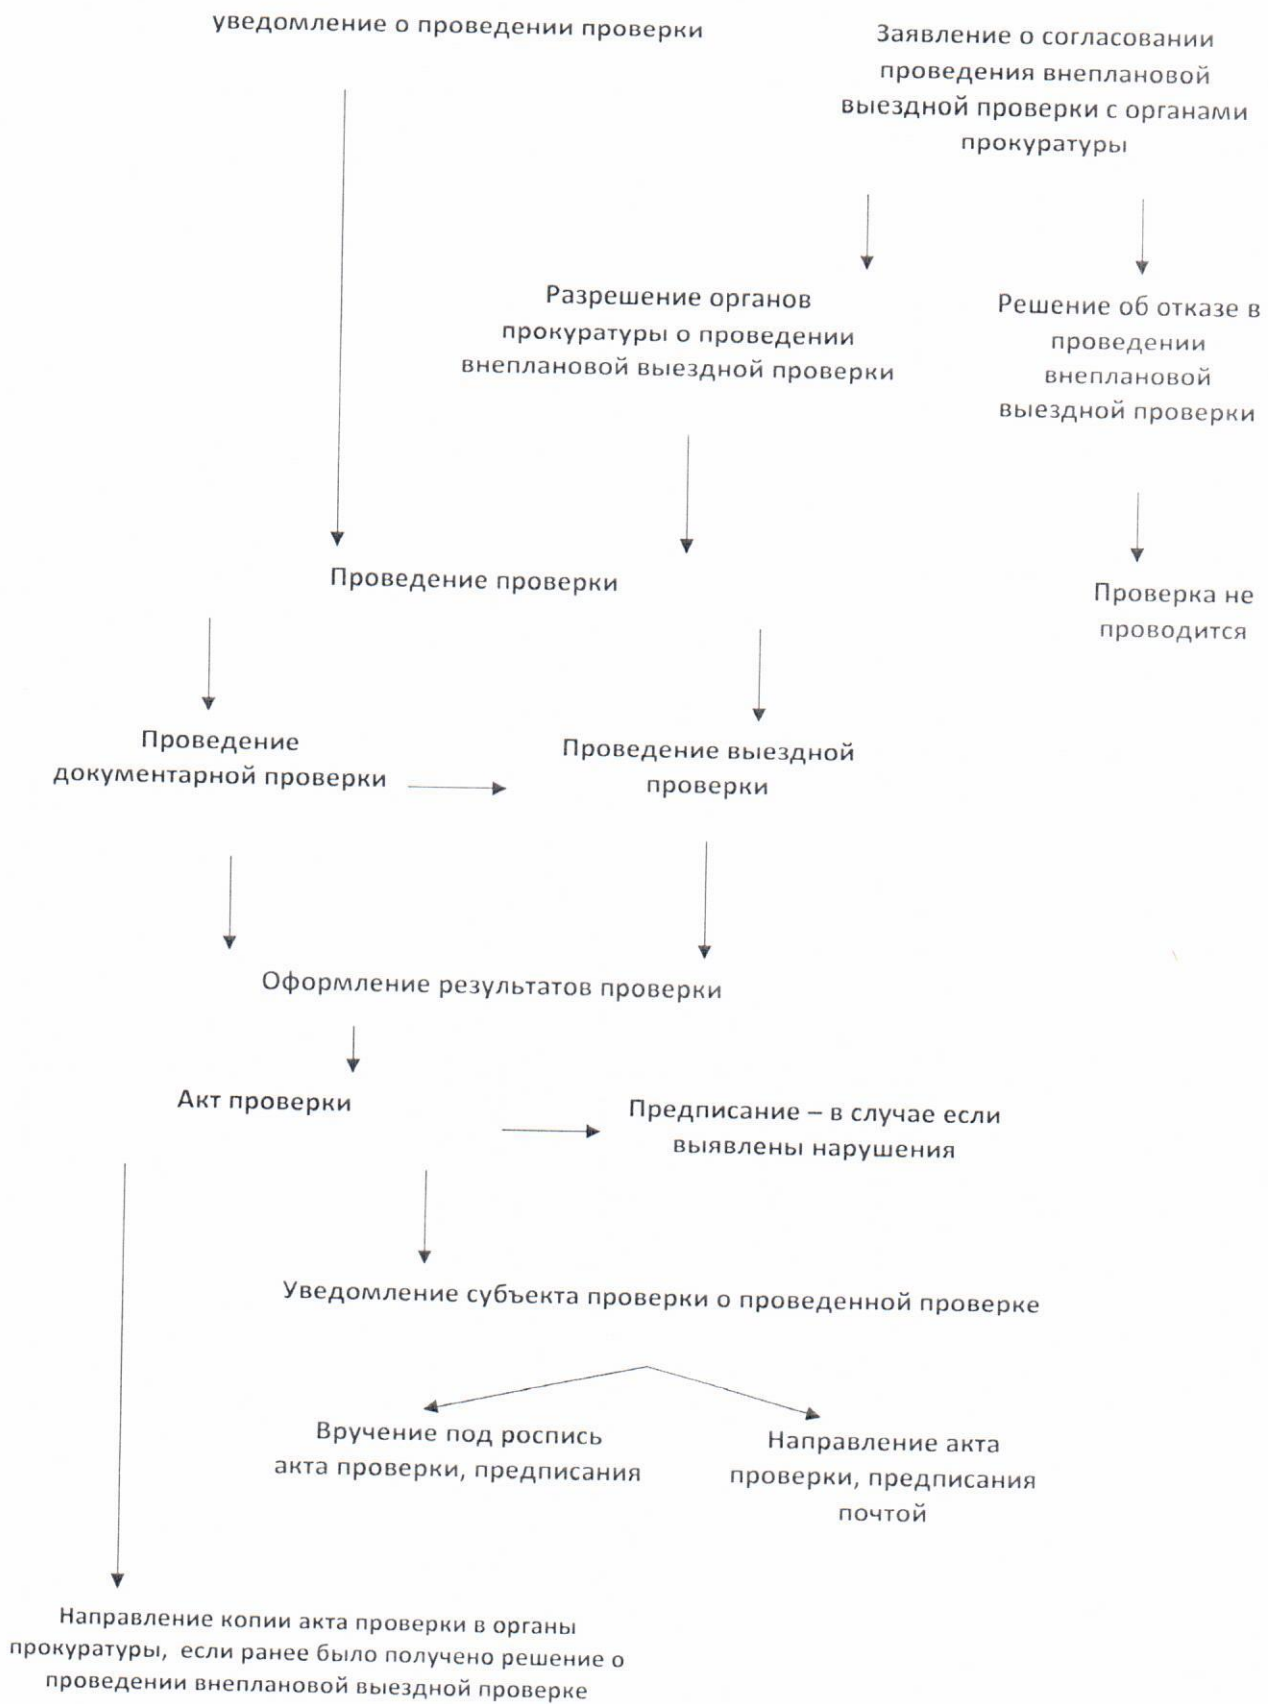 уведомление о проведении проверки
Заявление о согласовании
проведения внеплановой
выездной проверки с органами
прокуратуры
Разрешение органов
прокуратуры о проведении
внеплановой выездной проверки
Решение об отказе в
проведении
внеплановой
выездной проверки
Проведение проверки
Проверка не
проводится
Проведение
документарной проверки
Проведение выездной
проверки
Оформление результатов проверки
Акт проверки
Предписание – в случае если
выявлены нарушения
Уведомление субъекта проверки о проведенной проверке
Вручение под роспись
акта проверки, предписания
Направление акта
проверки, предписания
почтой
Направление копии акта проверки в органы
прокуратуры, если ранее было получено решение о
проведении внеплановой выездной проверке